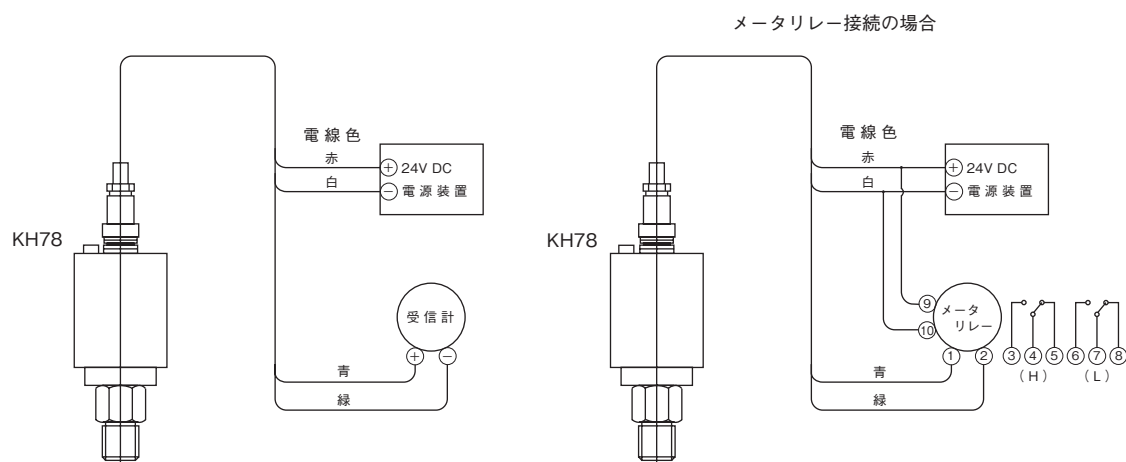 メータリレー接続の場合
電線色
赤
白
+ 24V DC
− 電源装置
KH78
受信計
+ −
青
緑
電線色
赤
白
+ 24V DC
− 電源装置
KH78
⑨
⑩
メータ
リレー
① ②
③ ④ ⑤ ⑥ ⑦ ⑧
(H) (L)
青
緑